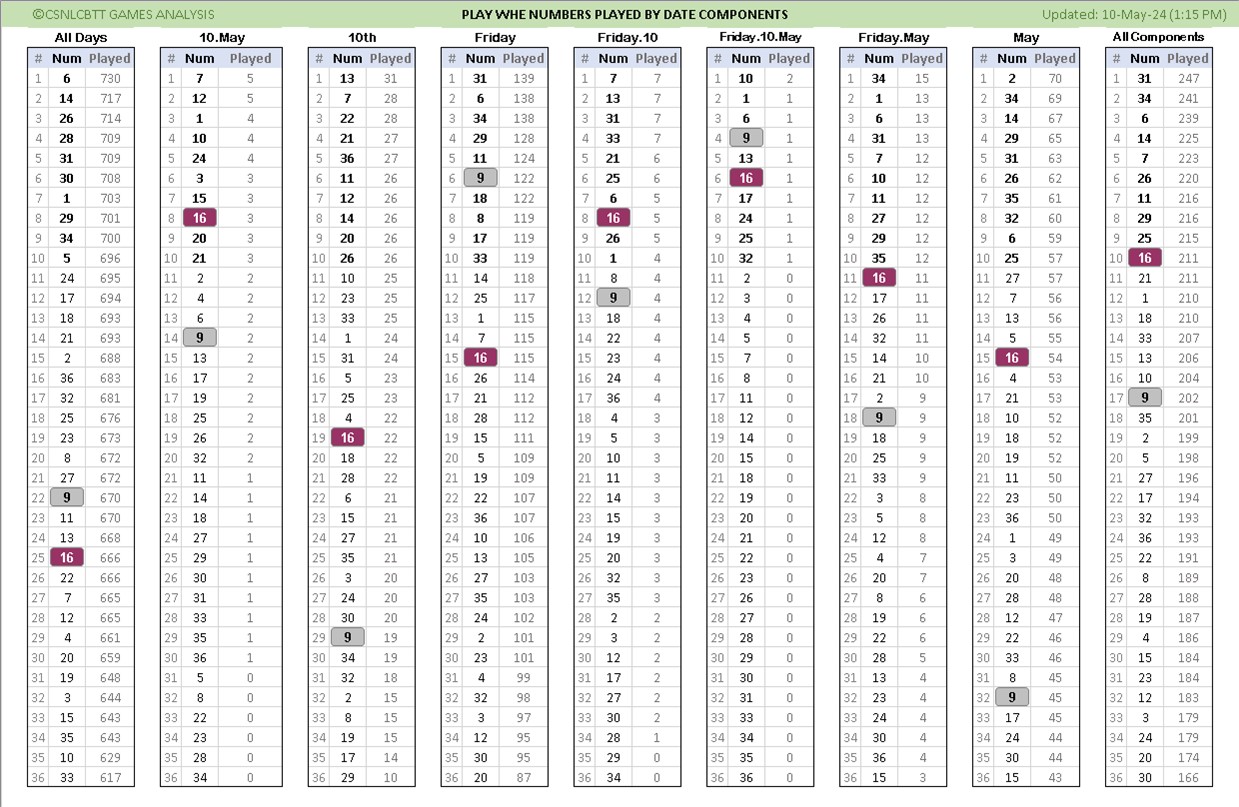 ©CSNLCBTT GAMES ANALYSIS PLAY WHE NUMBERS PLAYED BY DATE COMPONENTS Updated: 10-May-24 (1:15 PM)
All Days 10.May 10th Friday Friday.10 Friday.10.May Friday.May May All Components
# Num Played # Num Played # Num Played # Num Played # Num Played # Num Played # Num Played # Num Played # Num Played
1 6 730 1 7 5 1 13 31 1 31 139 1 7 7 1 10 2 1 34 15 1 2 70 1 31 247
2 14 717 2 12 5 2 7 28 2 6 138 2 13 7 2 1 1 2 1 13 2 34 69 2 34 241
3 26 714 3 1 4 3 22 28 3 34 138 3 31 7 3 6 1 3 6 13 3 14 67 3 6 239
4 28 709 4 10 4 4 21 27 4 29 128 4 33 7 4 9 1 4 31 13 4 29 65 4 14 225
5 31 709 5 24 4 5 36 27 5 11 124 5 21 6 5 13 1 5 7 12 5 31 63 5 7 223
6 30 708 6 3 3 6 11 26 6 9 122 6 25 6 6 16 1 6 10 12 6 26 62 6 26 220
7 1 703 7 15 3 7 12 26 7 18 122 7 6 5 7 17 1 7 11 12 7 35 61 7 11 216
8 29 701 8 16 3 8 14 26 8 8 119 8 16 5 8 24 1 8 27 12 8 32 60 8 29 216
9 34 700 9 20 3 9 20 26 9 17 119 9 26 5 9 25 1 9 29 12 9 6 59 9 25 215
10 5 696 10 21 3 10 26 26 10 33 119 10 1 4 10 32 1 10 35 12 10 25 57 10 16 211
11 24 695 11 2 2 11 10 25 11 14 118 11 8 4 11 2 0 11 16 11 11 27 57 11 21 211
12 17 694 12 4 2 12 23 25 12 25 117 12 9 4 12 3 0 12 17 11 12 7 56 12 1 210
13 18 693 13 6 2 13 33 25 13 1 115 13 18 4 13 4 0 13 26 11 13 13 56 13 18 210
14 21 693 14 9 2 14 1 24 14 7 115 14 22 4 14 5 0 14 32 11 14 5 55 14 33 207
15 2 688 15 13 2 15 31 24 15 16 115 15 23 4 15 7 0 15 14 10 15 16 54 15 13 206
16 36 683 16 17 2 16 5 23 16 26 114 16 24 4 16 8 0 16 21 10 16 4 53 16 10 204
17 32 681 17 19 2 17 25 23 17 21 112 17 36 4 17 11 0 17 2 9 17 21 53 17 9 202
18 25 676 18 25 2 18 4 22 18 28 112 18 4 3 18 12 0 18 9 9 18 10 52 18 35 201
19 23 673 19 26 2 19 16 22 19 15 111 19 5 3 19 14 0 19 18 9 19 18 52 19 2 199
20 8 672 20 32 2 20 18 22 20 5 109 20 10 3 20 15 0 20 25 9 20 19 52 20 5 198
21 27 672 21 11 1 21 28 22 21 19 109 21 11 3 21 18 0 21 33 9 21 11 50 21 27 196
22 9 670 22 14 1 22 6 21 22 22 107 22 14 3 22 19 0 22 3 8 22 23 50 22 17 194
23 11 670 23 18 1 23 15 21 23 36 107 23 15 3 23 20 0 23 5 8 23 36 50 23 32 193
24 13 668 24 27 1 24 27 21 24 10 106 24 19 3 24 21 0 24 12 8 24 1 49 24 36 193
25 16 666 25 29 1 25 35 21 25 13 105 25 20 3 25 22 0 25 4 7 25 3 49 25 22 191
26 22 666 26 30 1 26 3 20 26 27 103 26 32 3 26 23 0 26 20 7 26 20 48 26 8 189
27 7 665 27 31 1 27 24 20 27 35 103 27 35 3 27 26 0 27 8 6 27 28 48 27 28 188
28 12 665 28 33 1 28 30 20 28 24 102 28 2 2 28 27 0 28 19 6 28 12 47 28 19 187
29 4 661 29 35 1 29 9 19 29 2 101 29 3 2 29 28 0 29 22 6 29 22 46 29 4 186
30 20 659 30 36 1 30 34 19 30 23 101 30 12 2 30 29 0 30 28 5 30 33 46 30 15 184
31 19 648 31 5 0 31 32 18 31 4 99 31 17 2 31 30 0 31 13 4 31 8 45 31 23 184
32 3 644 32 8 0 32 2 15 32 32 98 32 27 2 32 31 0 32 23 4 32 9 45 32 12 183
33 15 643 33 22 0 33 8 15 33 3 97 33 30 2 33 33 0 33 24 4 33 17 45 33 3 179
34 35 643 34 23 0 34 19 15 34 12 95 34 28 1 34 34 0 34 30 4 34 24 44 34 24 179
35 10 629 35 28 0 35 17 14 35 30 95 35 29 0 35 35 0 35 36 4 35 30 44 35 20 174
36 33 617 36 34 0 36 29 10 36 20 87 36 34 0 36 36 0 36 15 3 36 15 43 36 30 166